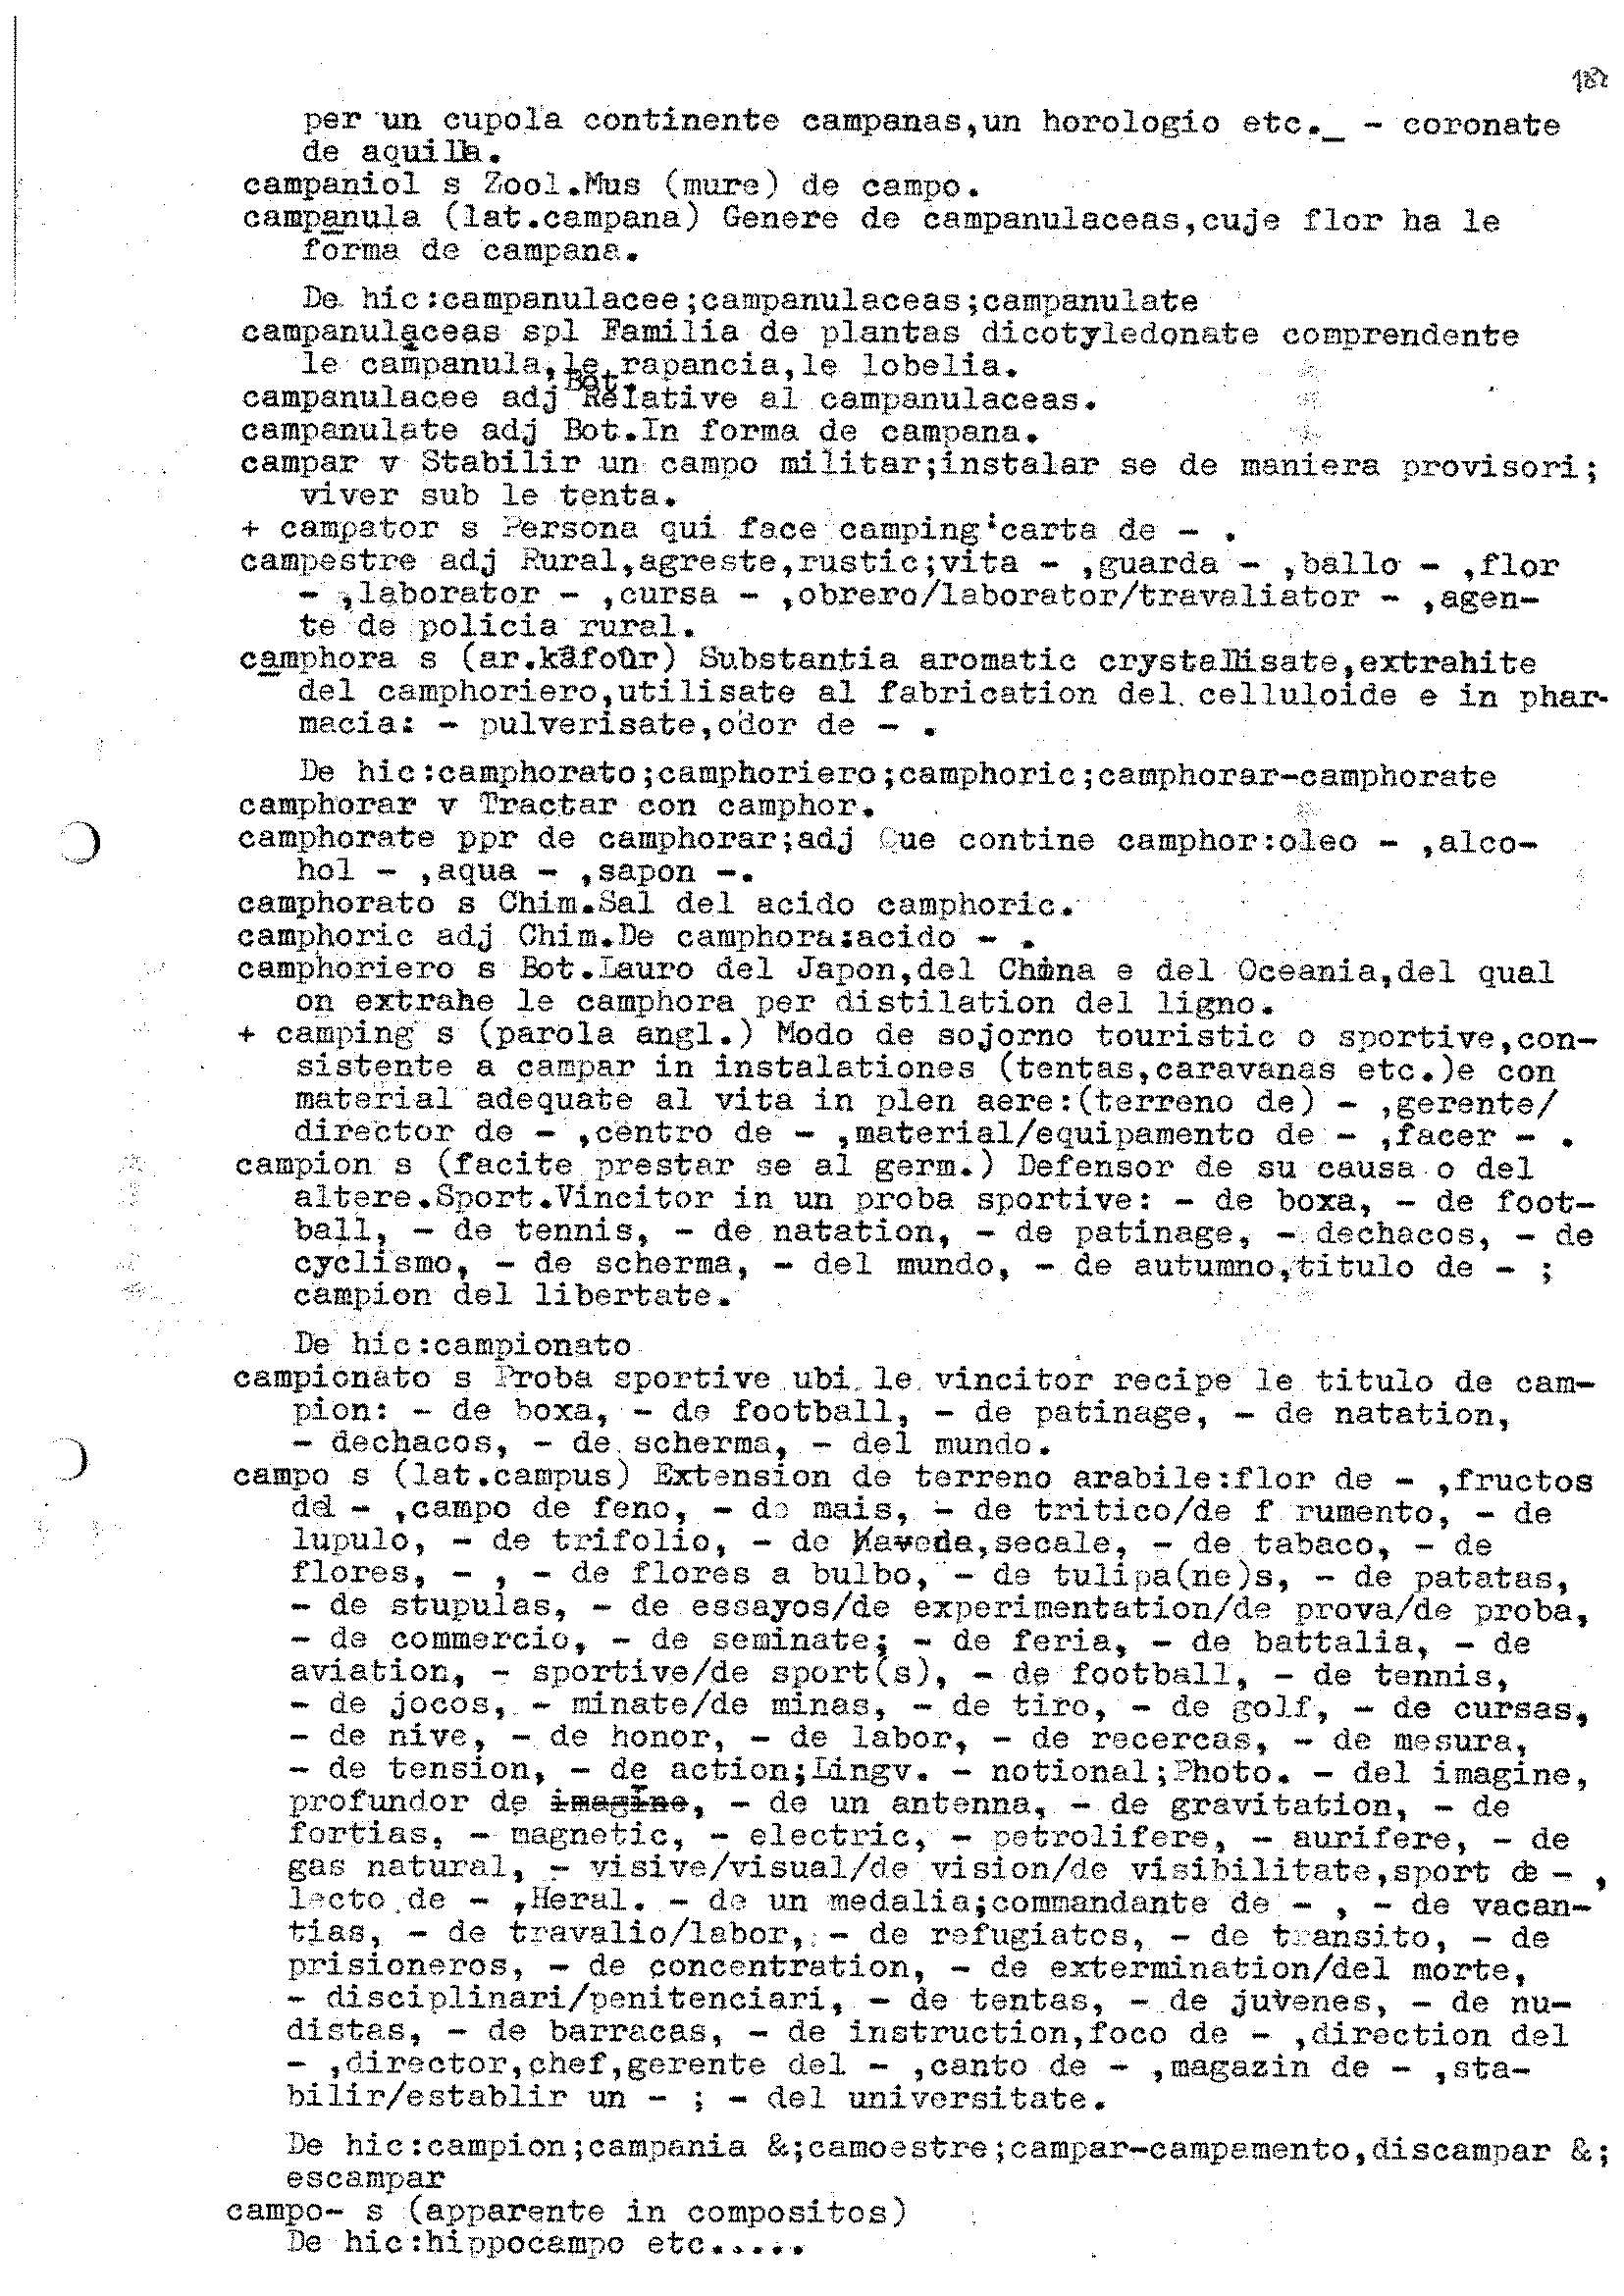 182
per un cupola continente campanas,un horologio etc._ - coronate
de aquila.
campaniol s Zool.Mus (mure) de campo.
campanula (lat.campana) Genere de campanulaceas,cuje flor ha le
forma de campana.
De hic:campanulacee;campanulaceas;campanulate
campanulaceas spl Familia de plantas dicotyledonate comprendente
le campanula,le rapancia,le lobelia.
campanulacee adj Bot. Relative al campanulaceas.
campanulate adj Bot.In forma de campana.
campar v Stabilir un campo militar;instalar se de maniera provisori;
viver sub le tenta.
+ campator s Persona qui face camping:carta de - .
campestre adj Rural,agreste,rustic;vita - ,guarda - ,ballo - ,flor
- ,laborator - ,cursa - ,obrero/laborator/travaliator - ,agen-
te de policia rural.
camphora s (ar.kâfoûr) Substantia aromatic crystallisate,extrahite
del camphoriero,utilisate al fabrication del celluloide e in phar-
macia: - pulverisate,odor de - .
De hic:camphorato;camphoriero;camphoric;camphorar-camphorate
camphorar v Tractar con camphor.
camphorate ppr de camphorar;adj Que contine camphor:oleo - ,alco-
hol - ,aqua - ,sapon -.
camphorato s Chim.Sal del acido camphoric.
camphoric adj Chim.De camphora:acido - .
camphoriero s Bot.Lauro del Japon,del China e del Oceania,del qual
on extrahe le camphora per distilation del ligno.
+ camping s (parola angl.) Modo de sojorno touristic o sportive,con-
sistente a campar in instalationes (tentas,caravanas etc.)e con
material adequate al vita in plen aere:(terreno de) - ,gerente/
director de - ,centro de - ,material/equipamento de - ,facer - .
campion s (facite prestar se al germ.) Defensor de su causa o del
altere.Sport.Vincitor in un proba sportive: - de boxa, - de foot-
ball, - de tennis, - de natation, - de patinage, - dechacos, - de
cyclismo, - de scherma, - del mundo, - de autumno,titulo de - ;
campion del libertate.
De hic:campionato
campionato s Proba sportive ubi le vincitor recipe le titulo de cam-
pion: - de boxa, - de football, - de patinage, - de natation,
- dechacos, - de scherma, - del mundo.
campo s (lat.campus) Extension de terreno arabile:flor de - ,fructos
del - ,campo de feno, - de mais, - de tritico/de f rumento, - de
lupulo, - de trifolio, - de avena,secale, - de tabaco, - de
flores, - , - de flores a bulbo, - de tulipa(ne)s, - de patatas,
- de stupulas, - de essayos/de experimentation/de prova/de proba,
- de commercio, - de seminate; - de feria, - de battalia, - de
aviation, - sportive/de sport(s), - de football, - de tennis,
- de jocos, - minate/de minas, - de tiro, - de golf, - de cursas,
- de nive, - de honor, - de labor, - de recercas, - de mesura,
- de tension, - de action;Lingv. - notional;Photo. - del imagine,
profundor de imagine, - de un antenna, - de gravitation, - de
fortias, - magnetic, - electric, - petrolifere, - aurifere, - de
gas natural, - visive/visual/de vision/de visibilitate,sport de - ,
lecto de - ,Heral. - de un medalia;commandante de - , - de vacan-
tias, - de travalio/labor, - de refugiatos, - de transito, - de
prisioneros, - de concentration, - de extermination/del morte,
- disciplinari/penitenciari, - de tentas, - de juvenes, - de nu-
distas, - de barracas, - de instruction,foco de - ,direction del
- ,director,chef,gerente del - ,canto de - ,magazin de - ,sta-
bilir/establir un - ; - del universitate.
De hic:campion;campania &;camoestre;campar-campamento,discampar &;
escampar
campo- s (apparente in compositos)
De hic:hippocampo etc.....